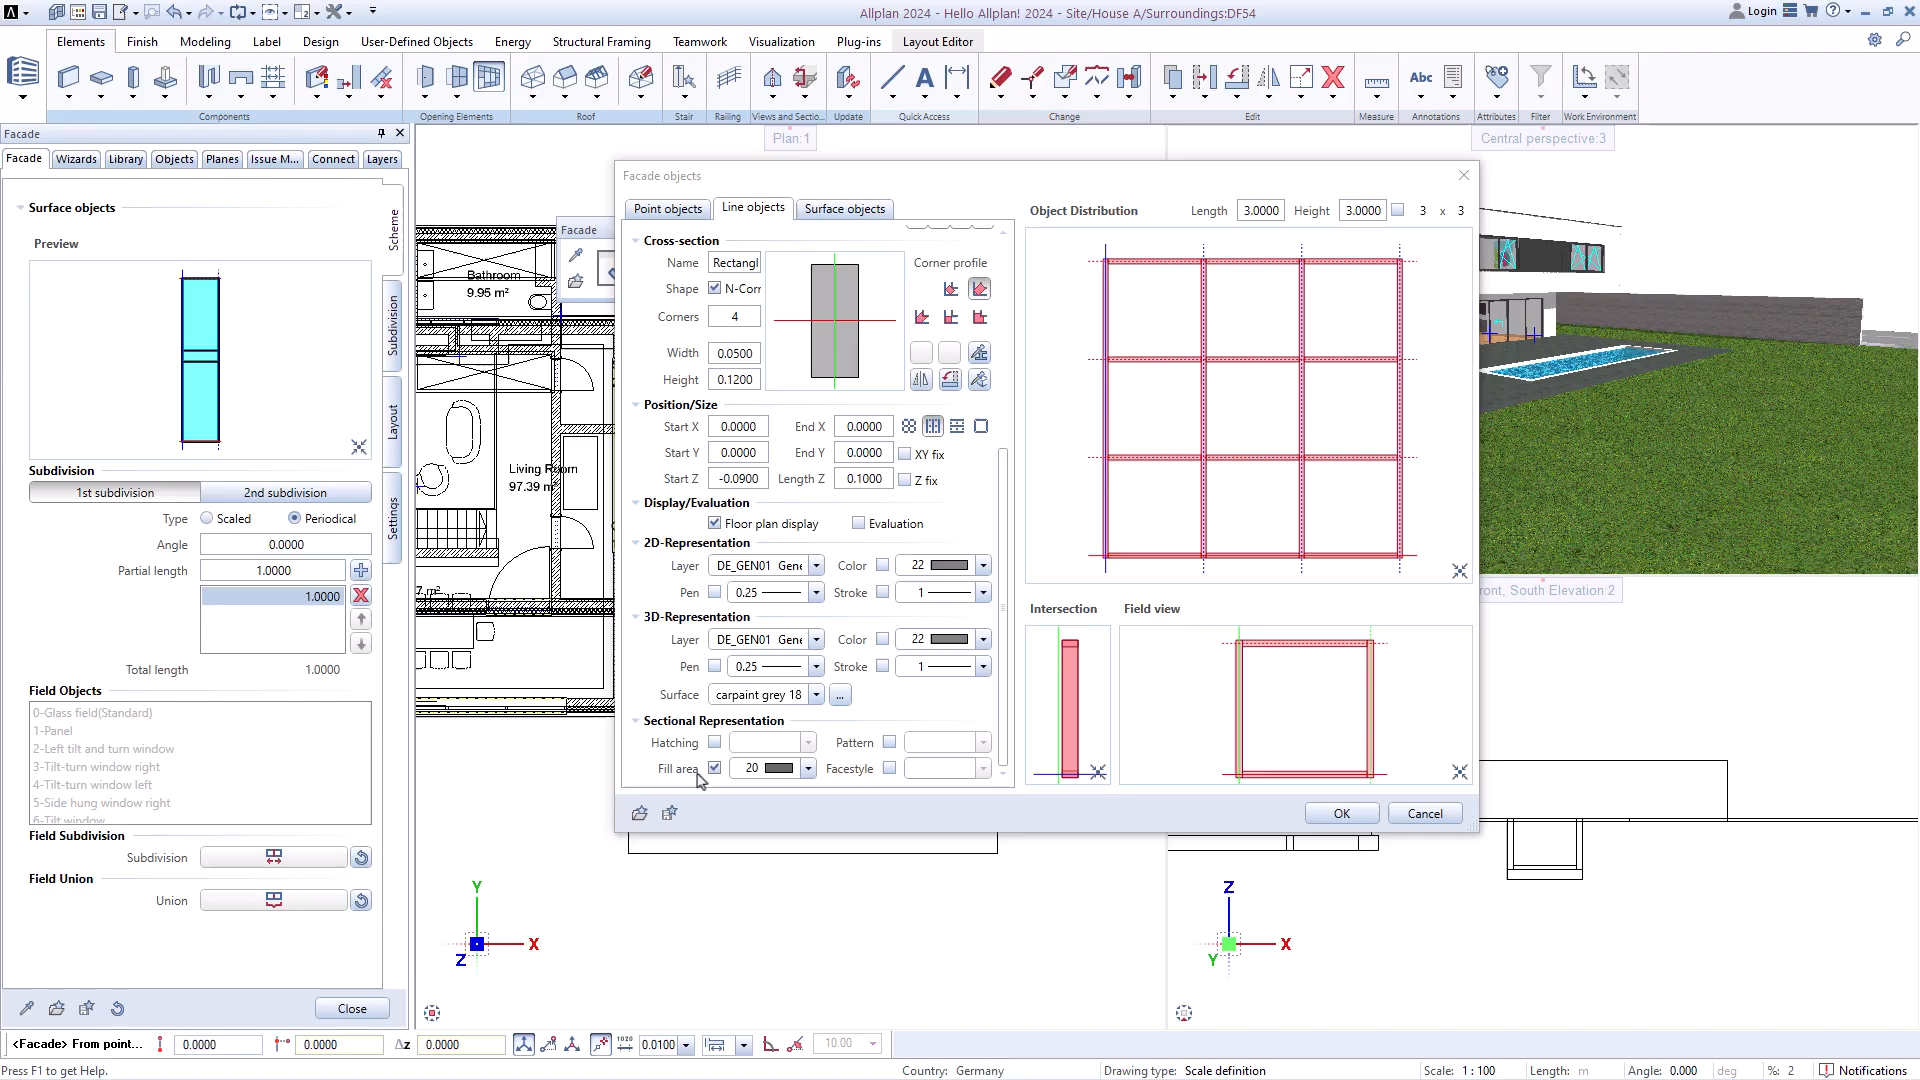 Allplan 2024 - Hello Allplan! 2024 - Site/House A/Surroundings:DF54
Login
Elements
Finish
Modeling
Label
Design
User-Defined Objects
Energy
Structural Framing
Teamwork
Visualization
Plug-ins
Layout Editor
Abc
Components
Opening Elements
Roof
Stair
Railing
Views and Sectio...
Update
Quick Access
Change
Edit
Measure
Annotations
Attributes
Filter
Work Environment
Facade
Facade
Wizards
Library
Objects
Planes
Issue M...
Connect
Layers
Surface objects
Preview
Scheme
Subdivision
Layout
Settings
Subdivision
1st subdivision
2nd subdivision
Type
Scaled
Periodical
Angle
0.0000
Partial length
1.0000
1.0000
Total length
1.0000
Field Objects
0-Glass field(Standard)
1-Panel
2-Left tilt and turn window
3-Tilt-turn window right
4-Tilt-turn window left
5-Side hung window right
6-Tilt window
Field Subdivision
Subdivision
Field Union
Union
Close
Plan:1
Bathroom
9.95 m²
Living Room
97.39 m²
Facade
Y
X
Z
Central perspective:3
ront, South Elevation:2
Z
X
Y
Facade objects
Point objects
Line objects
Surface objects
Cross-section
Name
Rectangl
Corner profile
Shape
N-Corr
Corners
4
Width
0.0500
Height
0.1200
Position/Size
Start X
0.0000
End X
0.0000
Start Y
0.0000
End Y
0.0000
XY fix
Start Z
-0.0900
Length Z
0.1000
Z fix
Display/Evaluation
Floor plan display
Evaluation
2D-Representation
Layer
DE_GEN01 Gene
Color
22
Pen
0.25
Stroke
1
3D-Representation
Layer
DE_GEN01 Gene
Color
22
Pen
0.25
Stroke
1
Surface
carpaint grey 18
...
Sectional Representation
Hatching
Pattern
Fill area
20
Facestyle
Object Distribution
Length
3.0000
Height
3.0000
3 x 3
Intersection
Field view
OK
Cancel
<Facade> From point...
0.0000
0.0000
Δz
0.0000
1020
0.0100
10.00
Press F1 to get Help.
Country: Germany
Drawing type: Scale definition
Scale: 1 : 100
Length: m
Angle: 0.000
deg
%: 2
Notifications